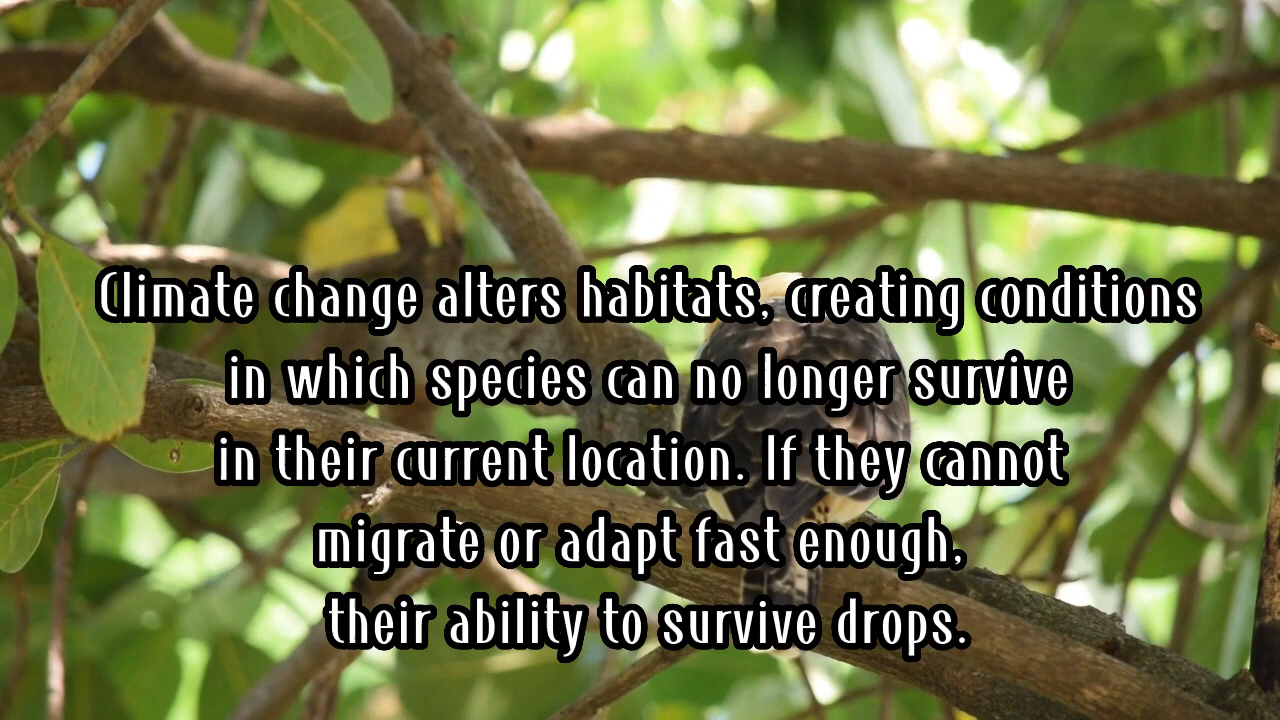 Climate change alters habitats, creating conditions
in which species can no longer survive
in their current location. If they cannot
migrate or adapt fast enough,
their ability to survive drops.